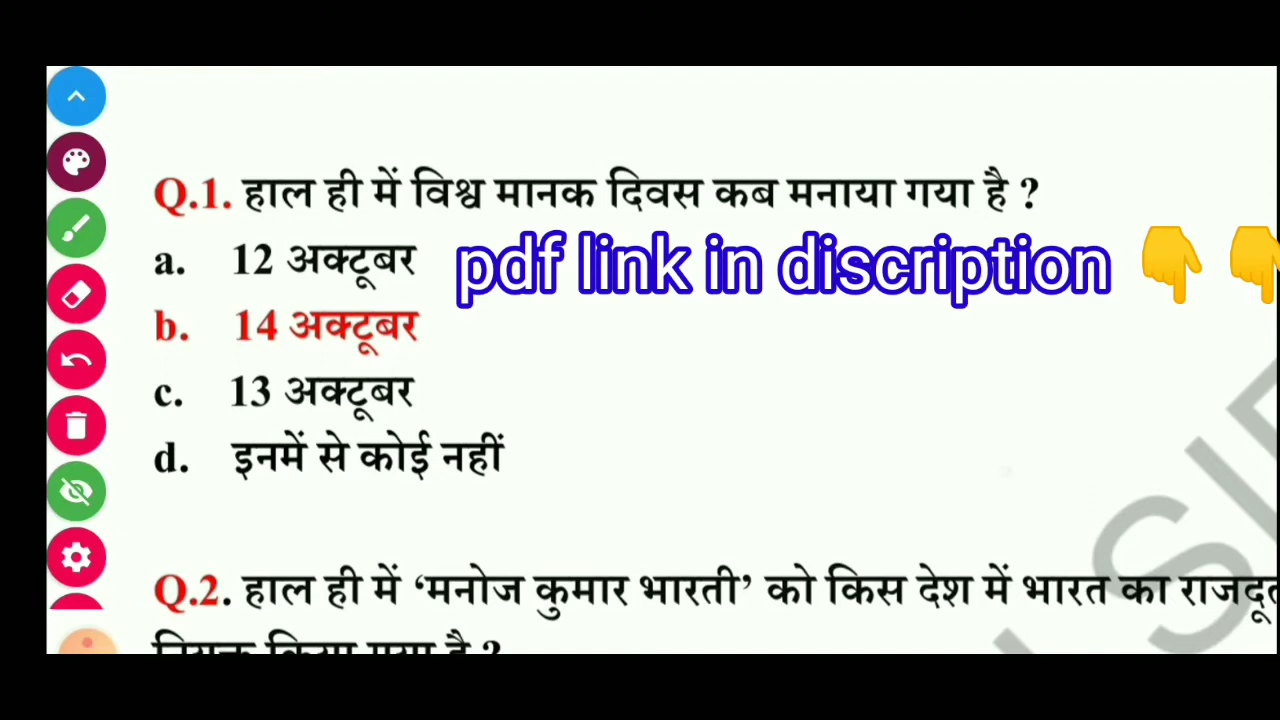 Q.1. हाल ही में विश्व मानक दिवस कब मनाया गया है ?
a. 12 अक्टूबर
pdf link in discription 👇👇
b. 14 अक्टूबर
c. 13 अक्टूबर
d. इनमें से कोई नहीं
Q.2. हाल ही में ‘मनोज कुमार भारती’ को किस देश में भारत का राजदूत
नियुक्त किया गया है ?